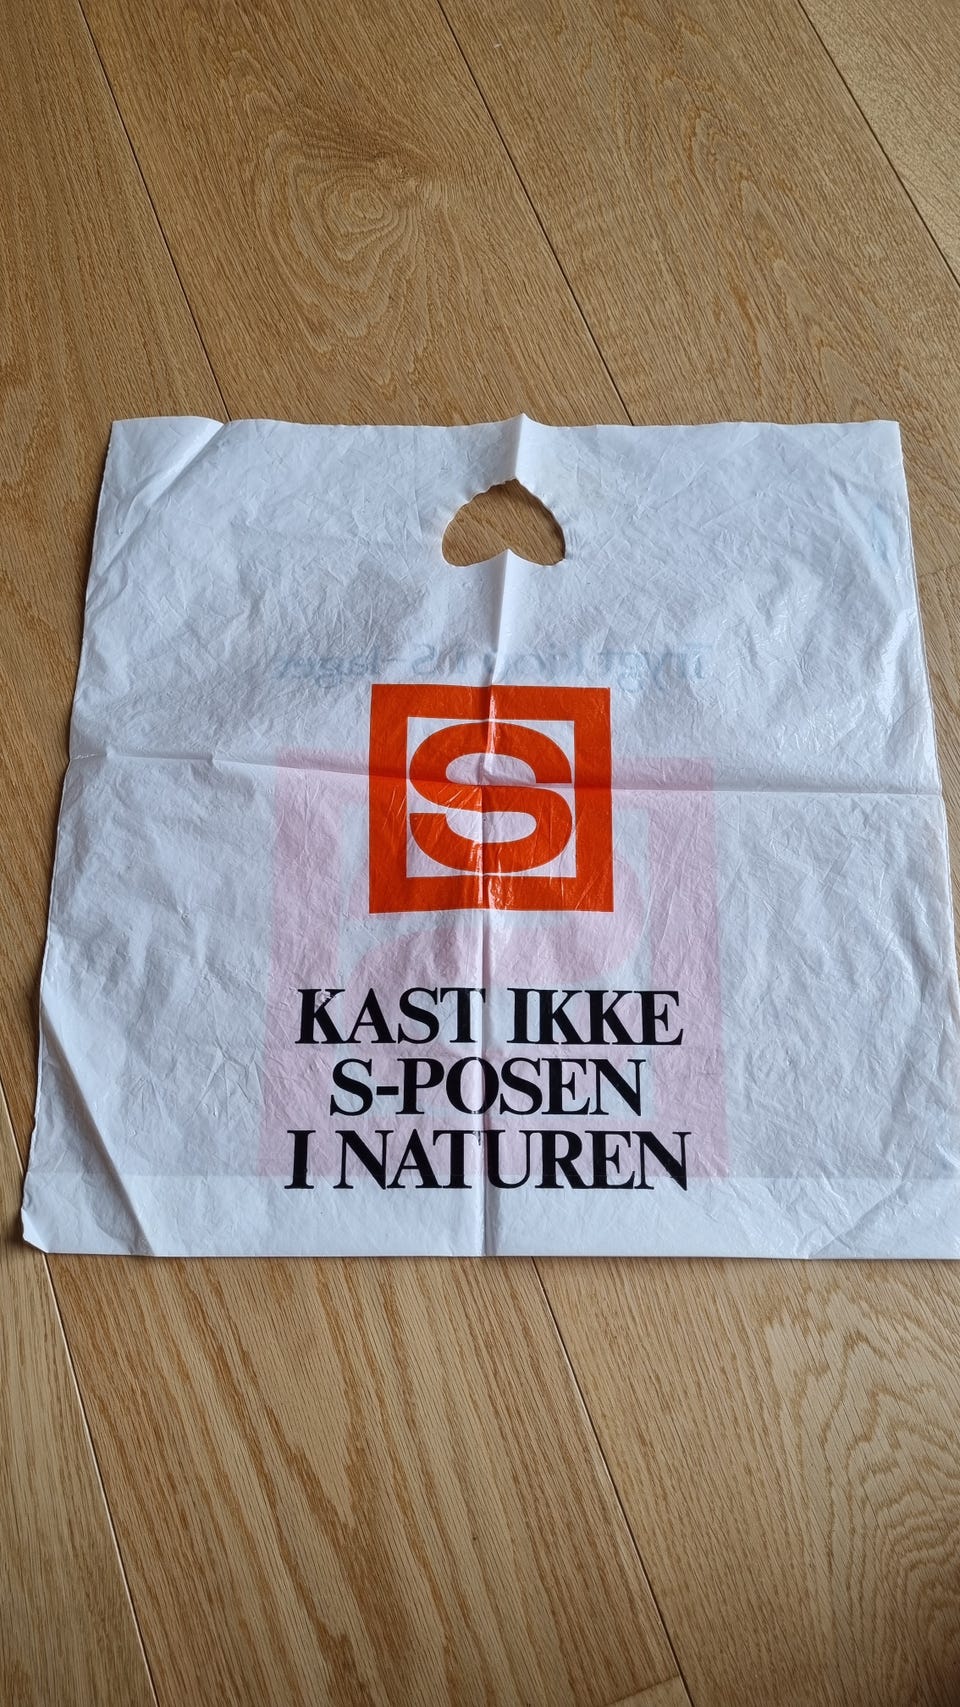 S
KAST IKKE
S-POSEN
I NATUREN